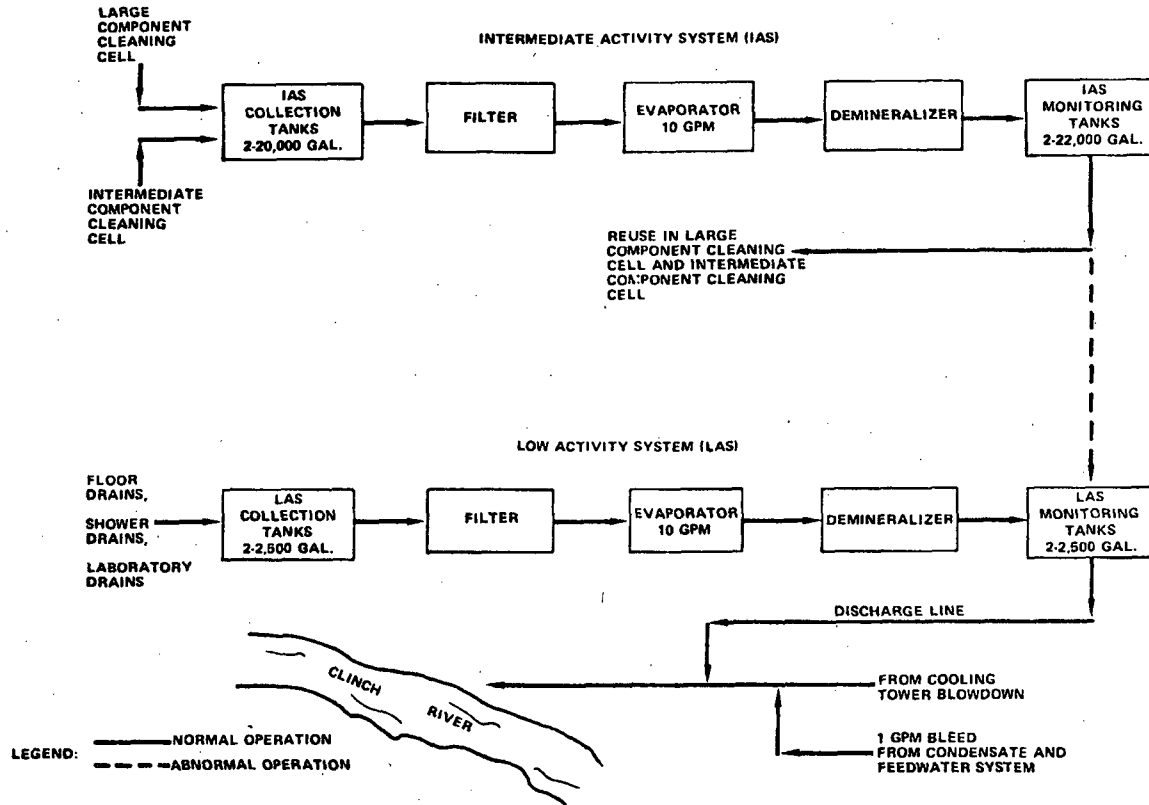 LARGE
COMPONENT
CLEANING
CELL
INTERMEDIATE ACTIVITY SYSTEM (IAS)
IAS
COLLECTION
TANKS
2-20,000 GAL.
FILTER
EVAPORATOR
10 GPM
DEMINERALIZER
IAS
MONITORING
TANKS
2-22,000 GAL.
INTERMEDIATE
COMPONENT
CLEANING
CELL
REUSE IN LARGE
COMPONENT CLEANING
CELL AND INTERMEDIATE
COMPONENT CLEANING
CELL
LOW ACTIVITY SYSTEM (LAS)
FLOOR
DRAINS,
SHOWER
DRAINS,
LABORATORY
DRAINS
LAS
COLLECTION
TANKS
2-2,500 GAL.
FILTER
EVAPORATOR
10 GPM
DEMINERALIZER
LAS
MONITORING
TANKS
2-2,500 GAL.
DISCHARGE LINE
CLINCH
RIVER
FROM COOLING
TOWER BLOWDOWN
1 GPM BLEED
FROM CONDENSATE AND
FEEDWATER SYSTEM
LEGEND:
NORMAL OPERATION
ABNORMAL OPERATION